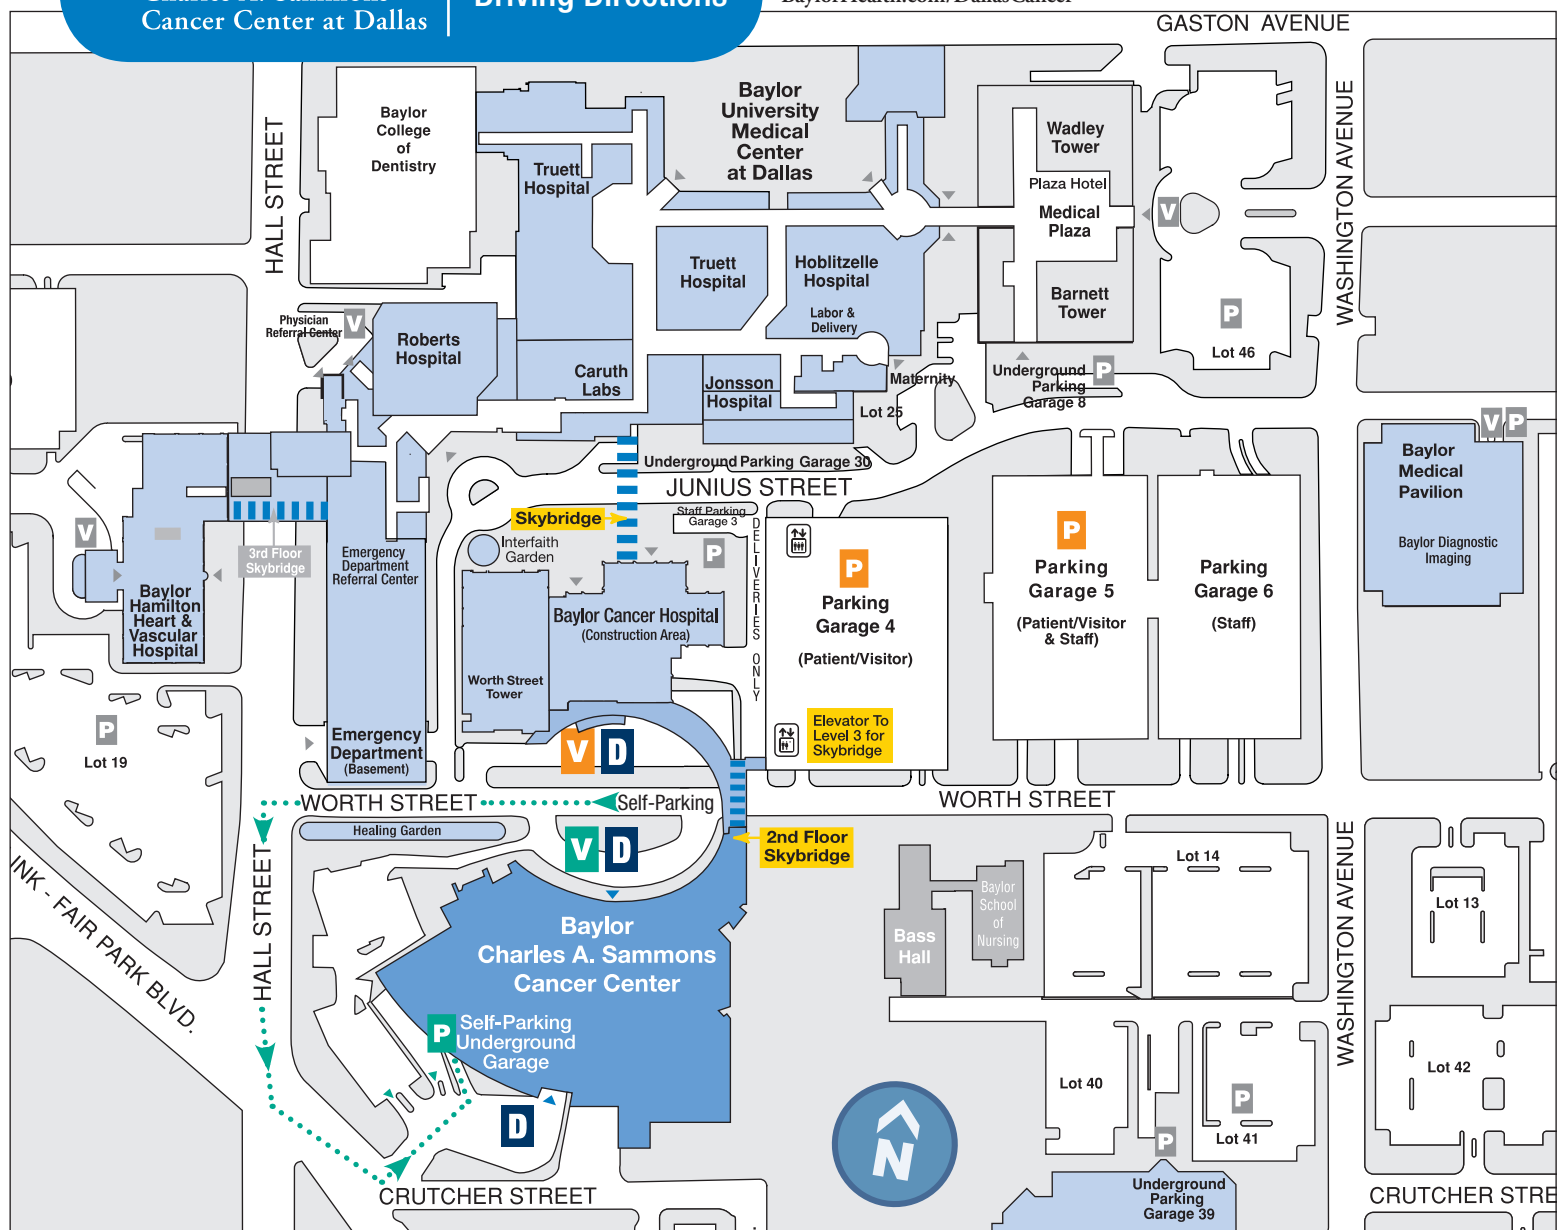 Charles A. Sammons
Cancer Center at Dallas
Driving Directions
BaylorHealth.com/DallasCancer
GASTON AVENUE
HALL STREET
WASHINGTON AVENUE
Baylor
College
of
Dentistry
Truett
Hospital
Baylor
University
Medical
Center
at Dallas
Wadley
Tower
Plaza Hotel
Medical
Plaza
V
Barnett
Tower
Truett
Hospital
Hoblitzelle
Hospital
Labor &
Delivery
P
Lot 46
Physician
Referral Center
V
Roberts
Hospital
Caruth
Labs
Jonsson
Hospital
Maternity
Lot 25
Underground
Parking
Garage 8
P
V P
Baylor
Medical
Pavilion
Baylor Diagnostic
Imaging
Underground Parking Garage 30
JUNIUS STREET
Skybridge
Staff Parking
Garage 3
P
DELIVERIES ONLY
Interfaith
Garden
V
3rd Floor
Skybridge
Emergency
Department
Referral Center
Baylor
Hamilton
Heart &
Vascular
Hospital
Baylor Cancer Hospital
(Construction Area)
Worth Street
Tower
P
Parking
Garage 4
(Patient/Visitor)
Elevator To
Level 3 for
Skybridge
P
Parking
Garage 5
(Patient/Visitor
& Staff)
Parking
Garage 6
(Staff)
P
Lot 19
Emergency
Department
(Basement)
V D
WORTH STREET
Self-Parking
WORTH STREET
Healing Garden
V D
2nd Floor
Skybridge
INK - FAIR PARK BLVD.
HALL STREET
Baylor
Charles A. Sammons
Cancer Center
Bass
Hall
Baylor
School
of
Nursing
Lot 14
WASHINGTON AVENUE
Lot 13
P
Self-Parking
Underground
Garage
D
N
Lot 40
P
Lot 41
Lot 42
P
Underground
Parking
Garage 39
CRUTCHER STREET
CRUTCHER STRE